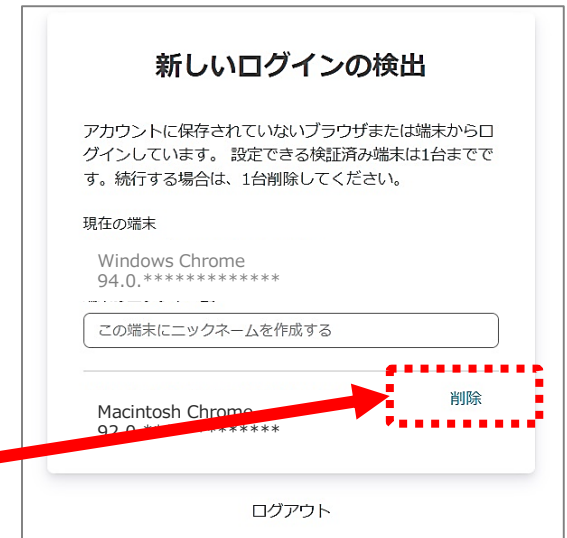 新しいログインの検出
アカウントに保存されていないブラウザまたは端末からロ
グインしています。 設定できる検証済み端末は1台までで
す。続行する場合は、1台削除してください。
現在の端末
Windows Chrome
94.0.*************
この端末にニックネームを作成する
削除
Macintosh Chrome
92.0.*************
ログアウト